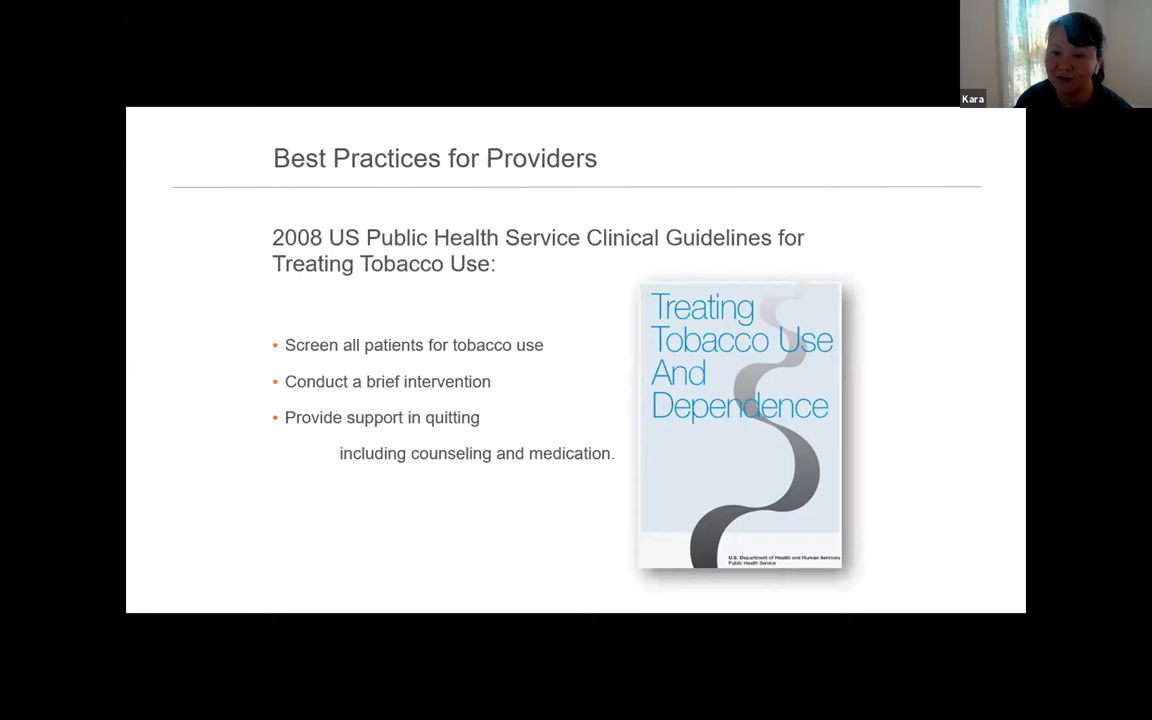 Kara
Best Practices for Providers
2008 US Public Health Service Clinical Guidelines for
Treating Tobacco Use:
• Screen all patients for tobacco use
• Conduct a brief intervention
• Provide support in quitting
including counseling and medication.
Treating
Tobacco Use
And
Dependence
U.S. Department of Health and Human Services
Public Health Service